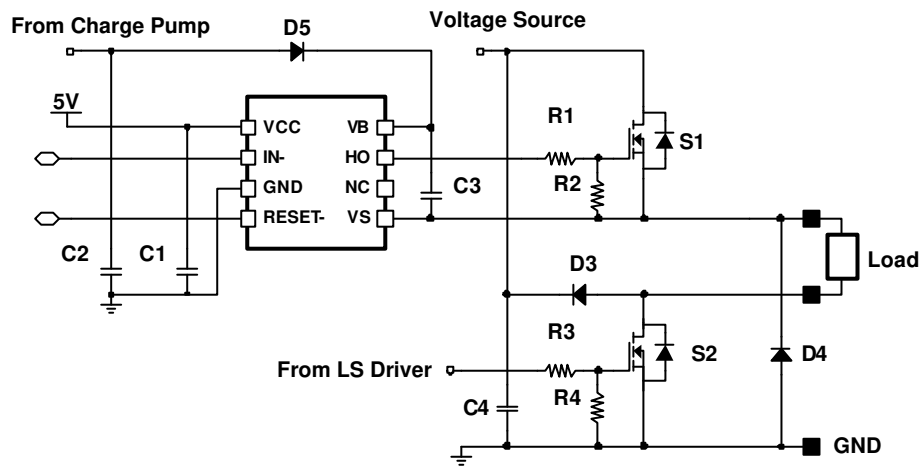 From Charge Pump
D5
Voltage Source
5V
VCC
VB
R1
S1
IN-
HO
R2
GND
NC
C3
RESET-
VS
C2
C1
D3
Load
R3
S2
D4
From LS Driver
C4
R4
GND